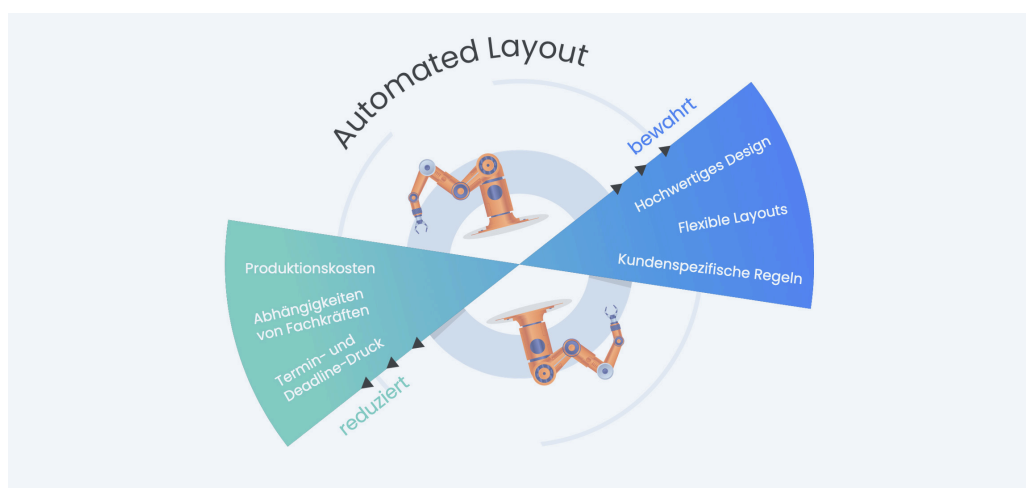 Automated Layout
bewahrt
Hochwertiges Design
Flexible Layouts
Kundenspezifische Regeln
Produktionskosten
Abhängigkeiten
von Fachkräften
Termin- und
Deadline-Druck
reduziert